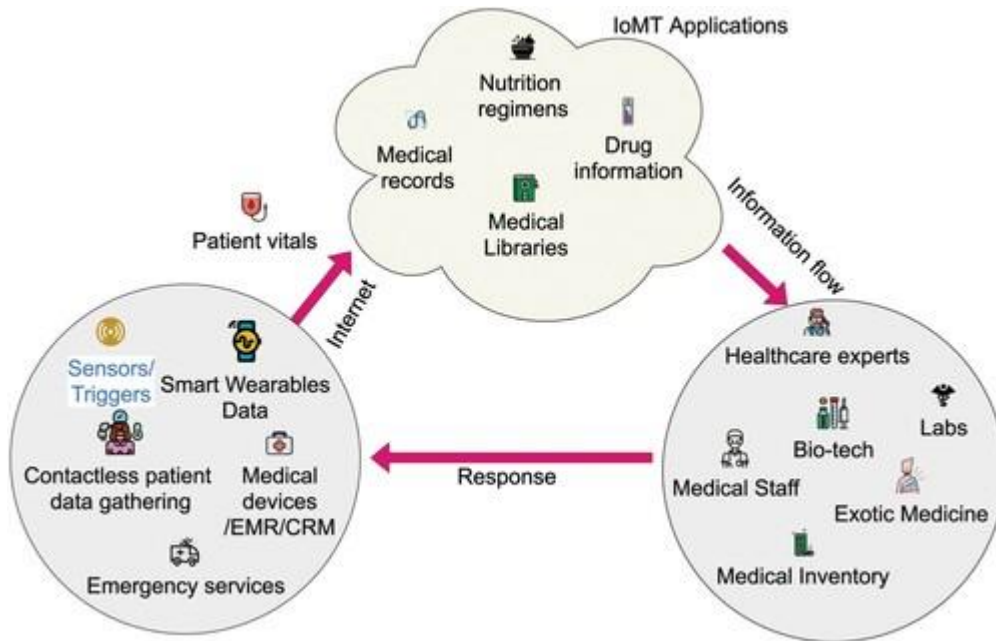 IoMT Applications
Nutrition
regimens
Medical
records
Drug
information
Medical
Libraries
Patient vitals
Internet
Information flow
Sensors/
Triggers
Smart Wearables
Data
Contactless patient
data gathering
Medical
devices
/EMR/CRM
Emergency services
Response
Healthcare experts
Labs
Bio-tech
Medical Staff
Exotic Medicine
Medical Inventory